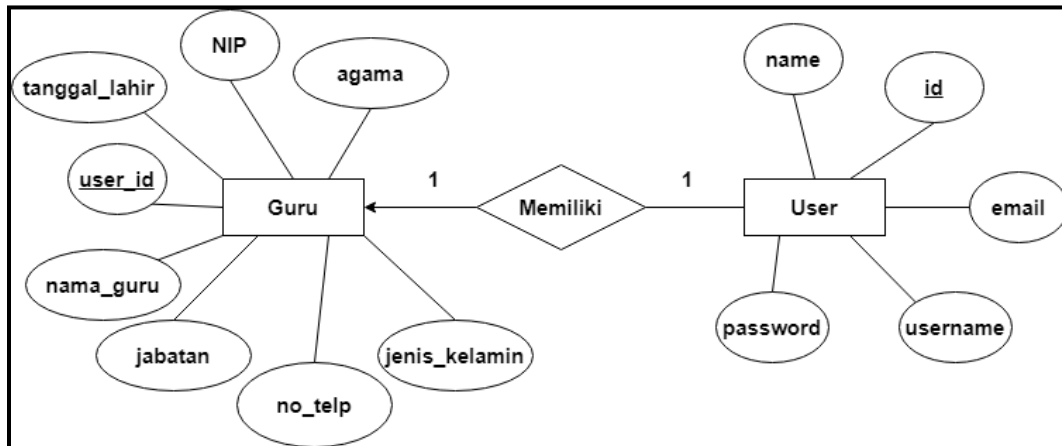 NIP
agama
tanggal_lahir
user_id
nama_guru
jabatan
no_telp
jenis_kelamin
Guru
1
Memiliki
1
User
name
id
email
username
password